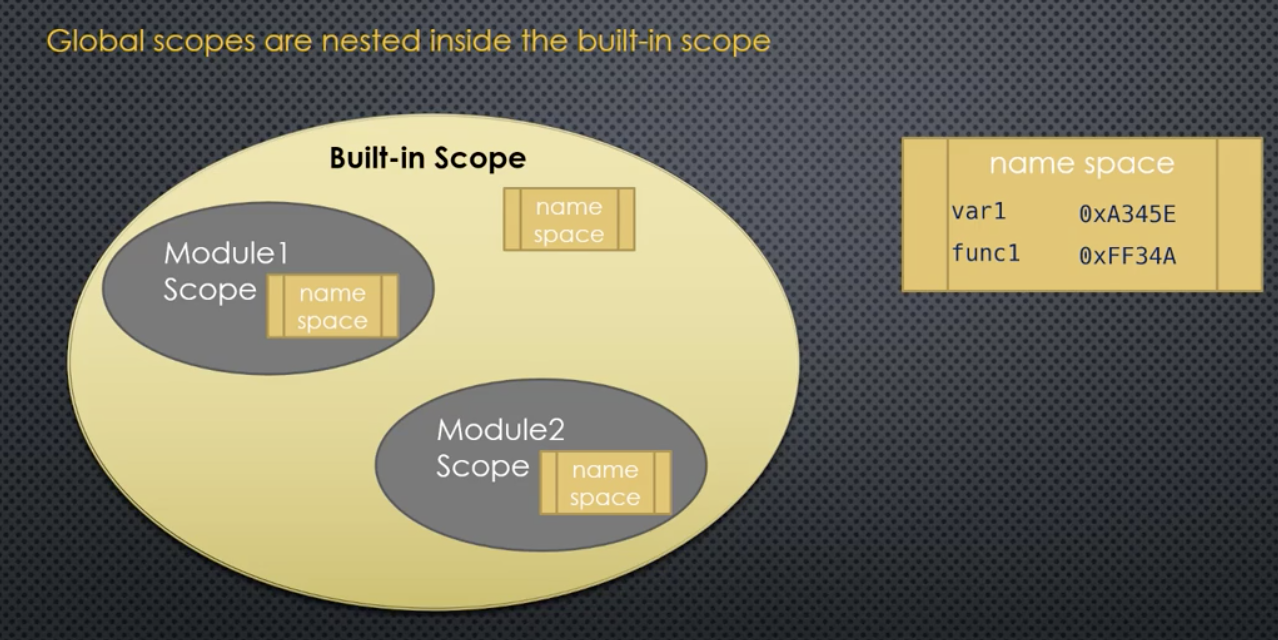 Global scopes are nested inside the built-in scope
Built-in Scope
name
space
Module1
Scope
name
space
Module2
Scope
name
space
name space
var1 0xA345E
func1 0xFF34A